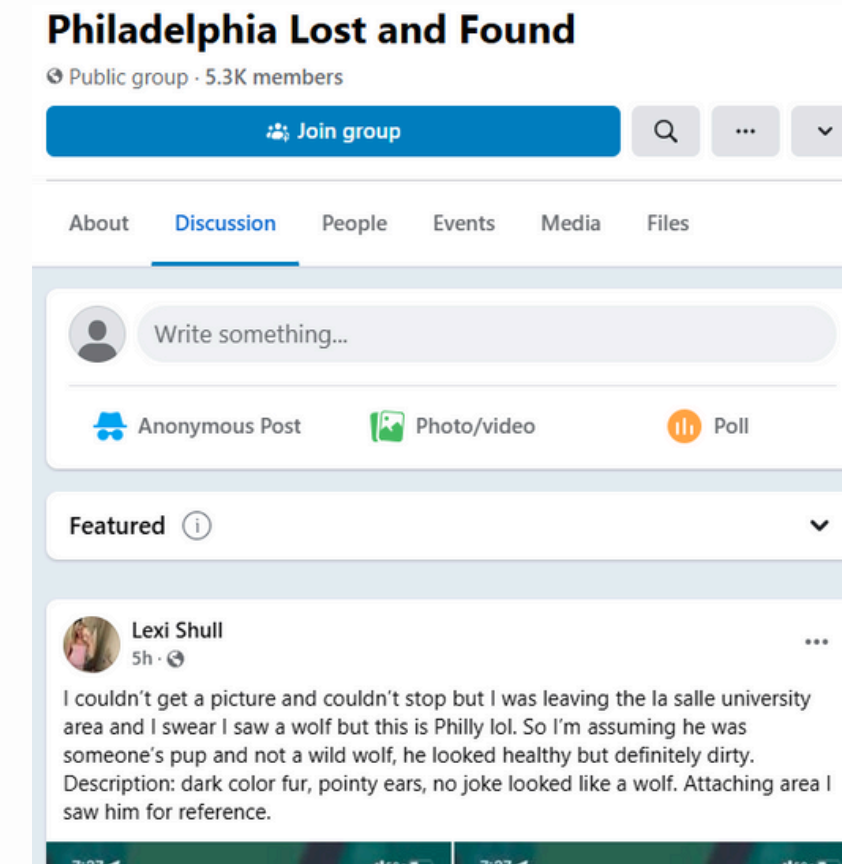 Philadelphia Lost and Found
Public group · 5.3K members
Join group
About Discussion People Events Media Files
Write something...
Anonymous Post Photo/video Poll
Featured
Lexi Shull
5h ·
I couldn't get a picture and couldn't stop but I was leaving the la salle university
area and I swear I saw a wolf but this is Philly lol. So I'm assuming he was
someone's pup and not a wild wolf, he looked healthy but definitely dirty.
Description: dark color fur, pointy ears, no joke looked like a wolf. Attaching area I
saw him for reference.